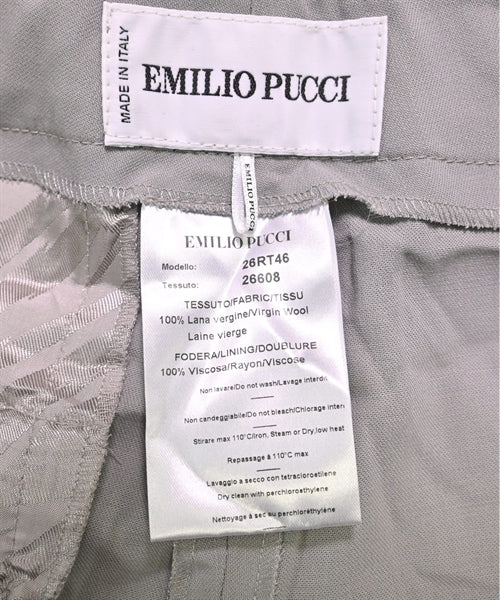 MADE IN ITALY
EMILIO PUCCI
EMILIO PUCCI
EMILIO PUCCI
Modello: 26RT46
Tessuto: 26608
TESSUTO/FABRIC/TISSU
100% Lana vergine/Virgin Wool
Laine vierge
FODERA/LINING/DOUBLURE
100% Viscosa/Rayon/Viscose
Non lavare/Do not wash/Lavage interdit
Non candeggiabile/Do not bleach/Chlorage inter
Stirare max 110°C/Iron, Steam or Dry, low heat
Repassage à 110°C max
Lavaggio a secco con tetracloroetilene
Dry clean with perchloroethylene
Nettoyage à sec au perchloréthylène